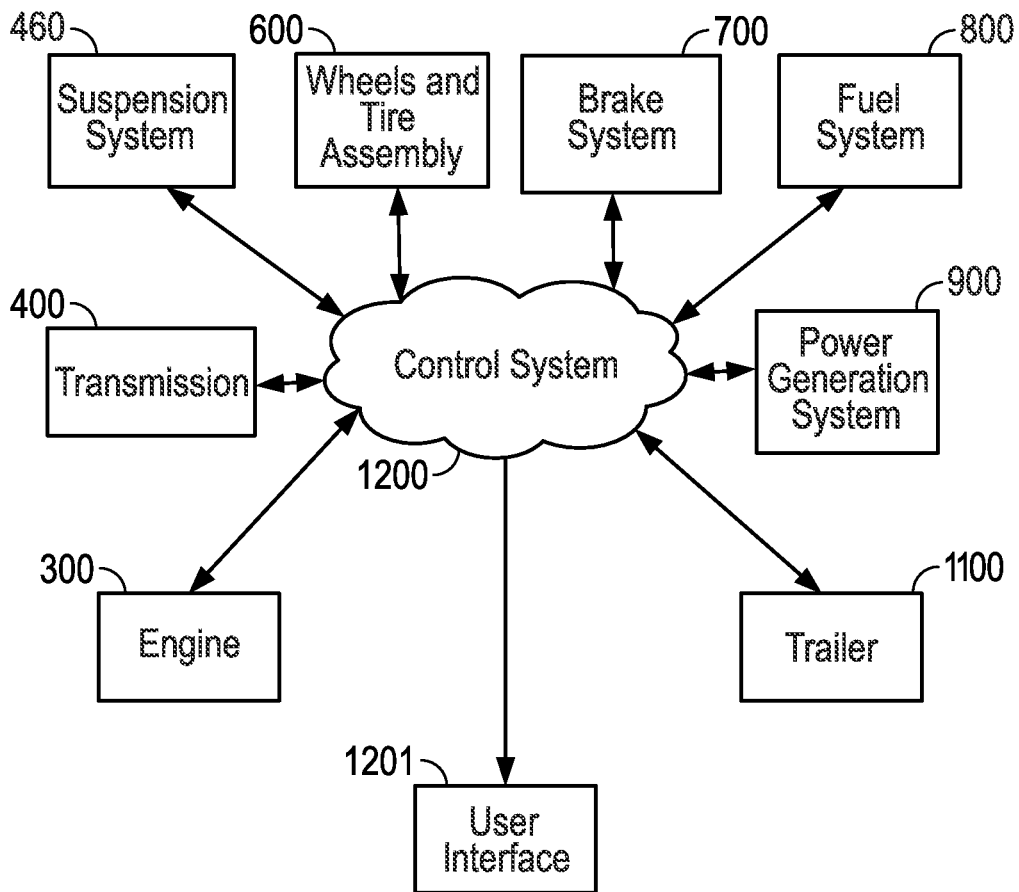 460
600
700
800
Suspension
System
Wheels and
Tire
Assembly
Brake
System
Fuel
System
400
900
Transmission
Control System
Power
Generation
System
1200
300
1100
Engine
Trailer
1201
User
Interface